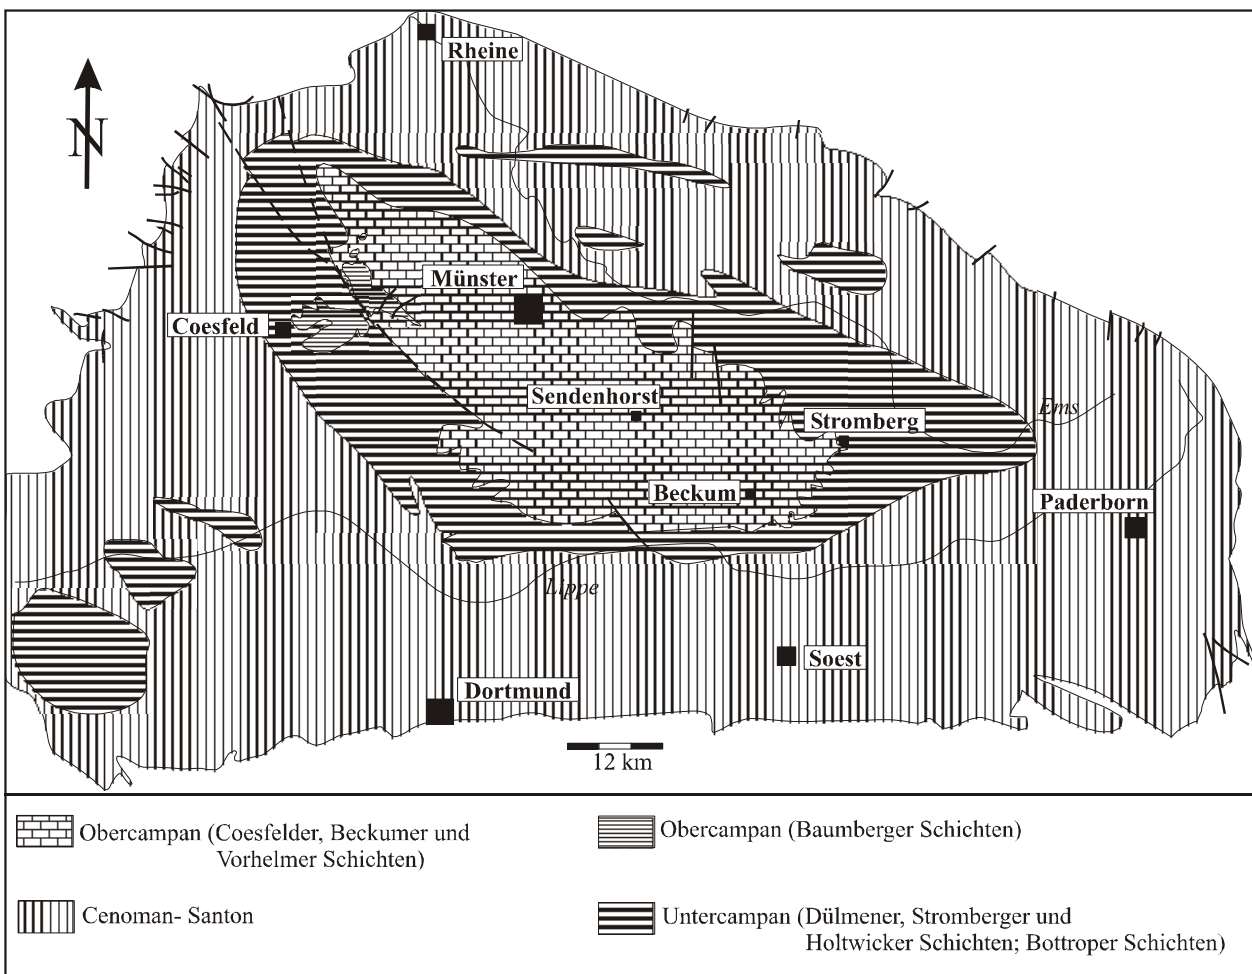 Rheine
N
Münster
Coesfeld
Sendenhorst
Ems
Stromberg
Beckum
Paderborn
Lippe
Soest
Dortmund
12 km
Obercampan (Coesfelder, Beckumer und
Vorhelmer Schichten)
Obercampan (Baumberger Schichten)
Cenoman- Santon
Untercampan (Dülmener, Stromberger und
Holtwicker Schichten; Bottroper Schichten)